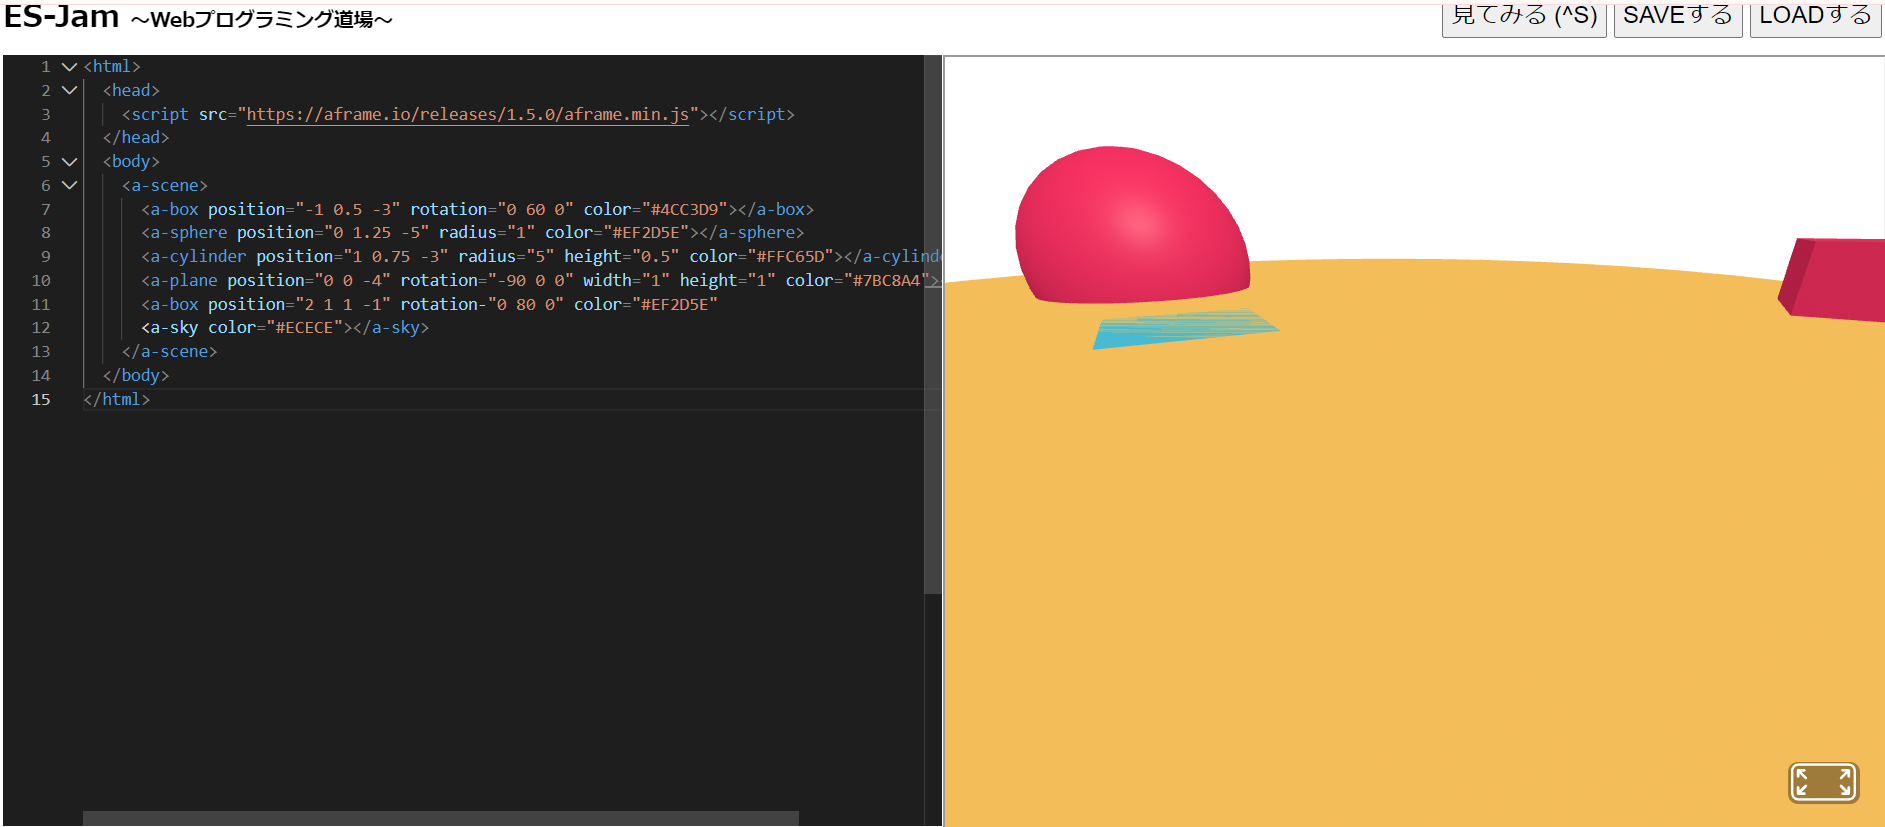 ES-Jam ～Webプログラミング道場～
見てみる (^S) SAVEする LOADする
1 <html>
2 <head>
3 <script src="https://aframe.io/releases/1.5.0/aframe.min.js"></script>
4 </head>
5 <body>
6 <a-scene>
7 <a-box position="-1 0.5 -3" rotation="0 60 0" color="#4CC3D9"></a-box>
8 <a-sphere position="0 1.25 -5" radius="1" color="#EF2D5E"></a-sphere>
9 <a-cylinder position="1 0.75 -3" radius="5" height="0.5" color="#FFC65D"></a-cylinde
10 <a-plane position="0 0 -4" rotation="-90 0 0" width="1" height="1" color="#7BC8A4">
11 <a-box position="2 1 1 -1" rotation-"0 80 0" color="#EF2D5E"
12 <a-sky color="#ECECE"></a-sky>
13 </a-scene>
14 </body>
15 </html>